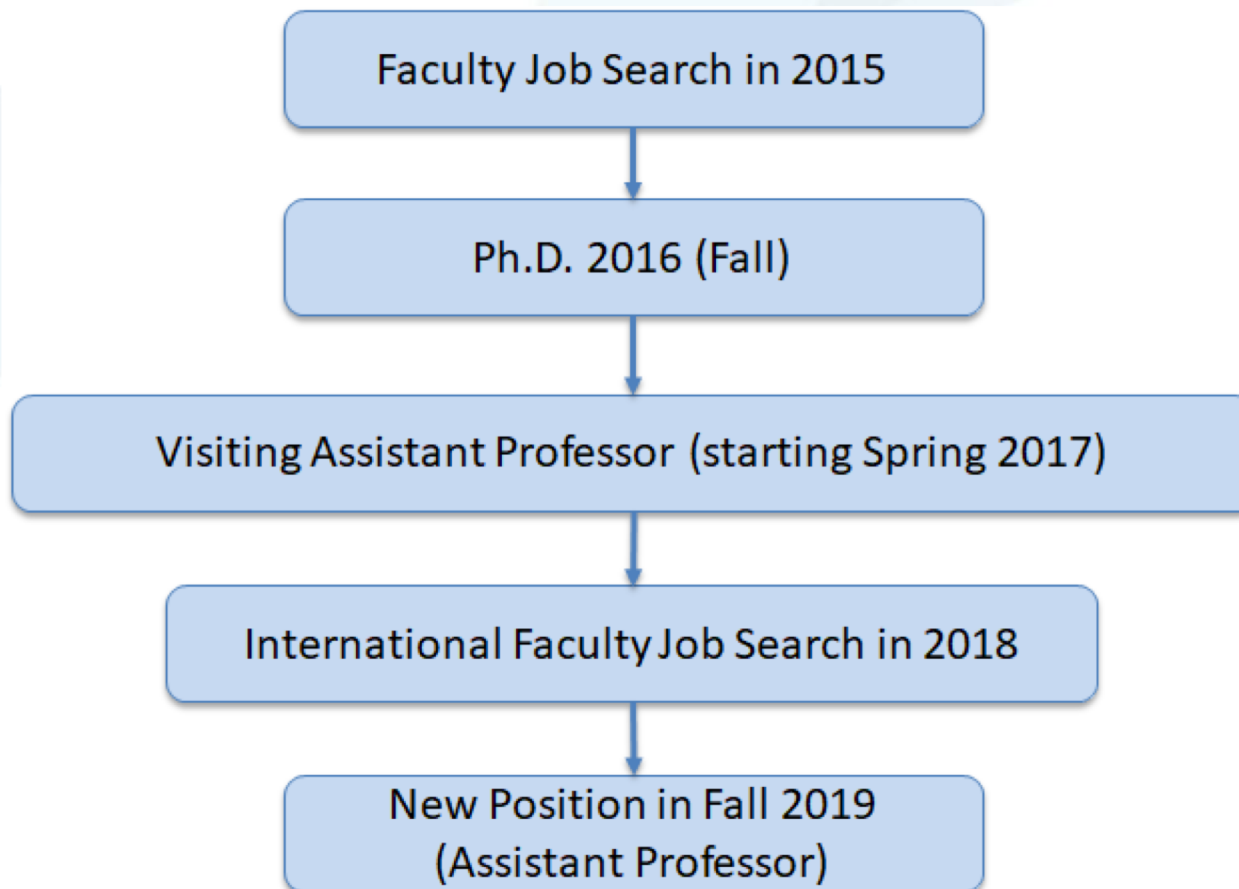 Faculty Job Search in 2015
Ph.D. 2016 (Fall)
Visiting Assistant Professor (starting Spring 2017)
International Faculty Job Search in 2018
New Position in Fall 2019
(Assistant Professor)